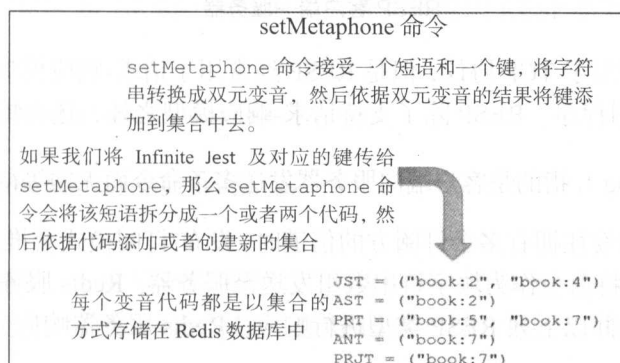 setMetaphone 命令
setMetaphone 命令接受一个短语和一个键，将字符
串转换成双元变音，然后依据双元变音的结果将键添
加到集合中去。
如果我们将 Infinite Jest 及对应的键传给
setMetaphone，那么 setMetaphone 命
令会将该短语拆分成一个或者两个代码，然
后依据代码添加或者创建新的集合
JST = ("book:2", "book:4")
每个变音代码都是以集合的
方式存储在 Redis 数据库中
AST = ("book:2")
PRT = ("book:5", "book:7")
ANT = ("book:7")
PRJT = ("book:7")